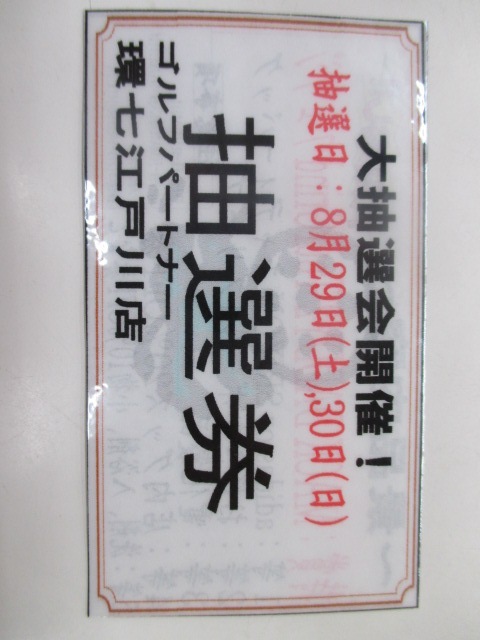 大抽選会開催！
抽選日：8月29日(土),30日(日)
抽選券
ゴルフパートナー
環七江戸川店